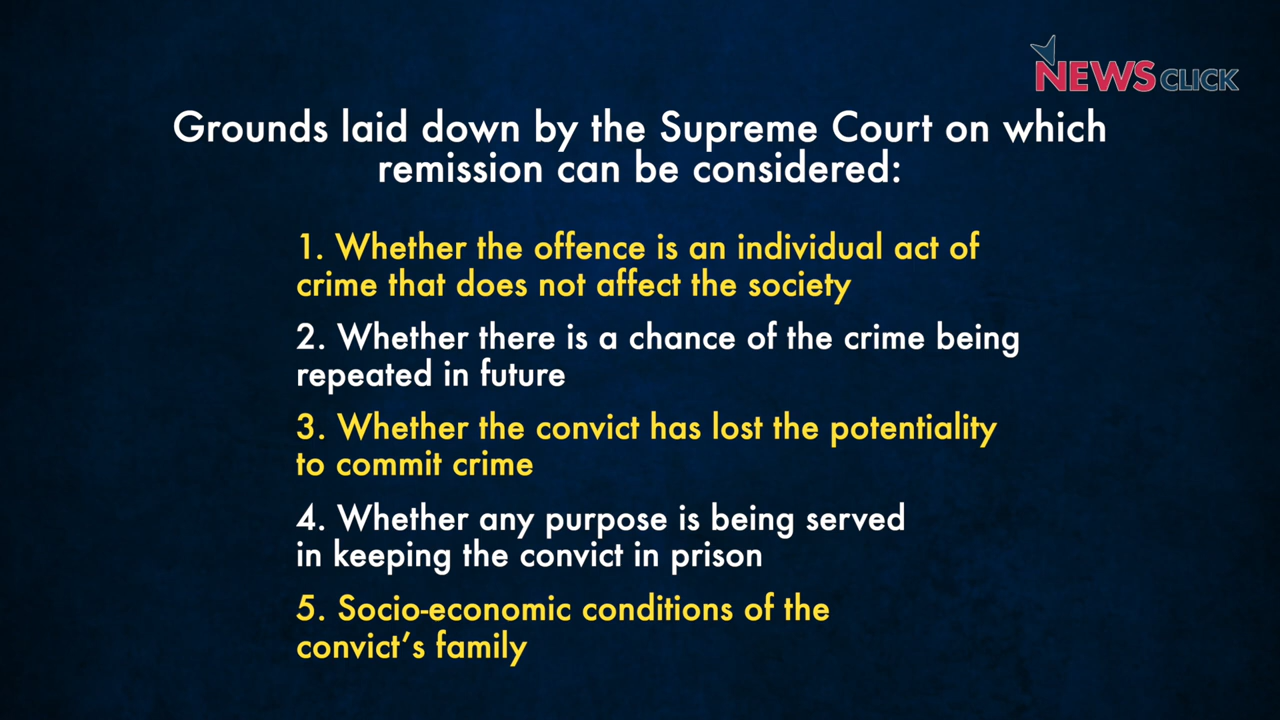 NEWSCLICK
Grounds laid down by the Supreme Court on which
remission can be considered:
1. Whether the offence is an individual act of
crime that does not affect the society
2. Whether there is a chance of the crime being
repeated in future
3. Whether the convict has lost the potentiality
to commit crime
4. Whether any purpose is being served
in keeping the convict in prison
5. Socio-economic conditions of the
convict’s family